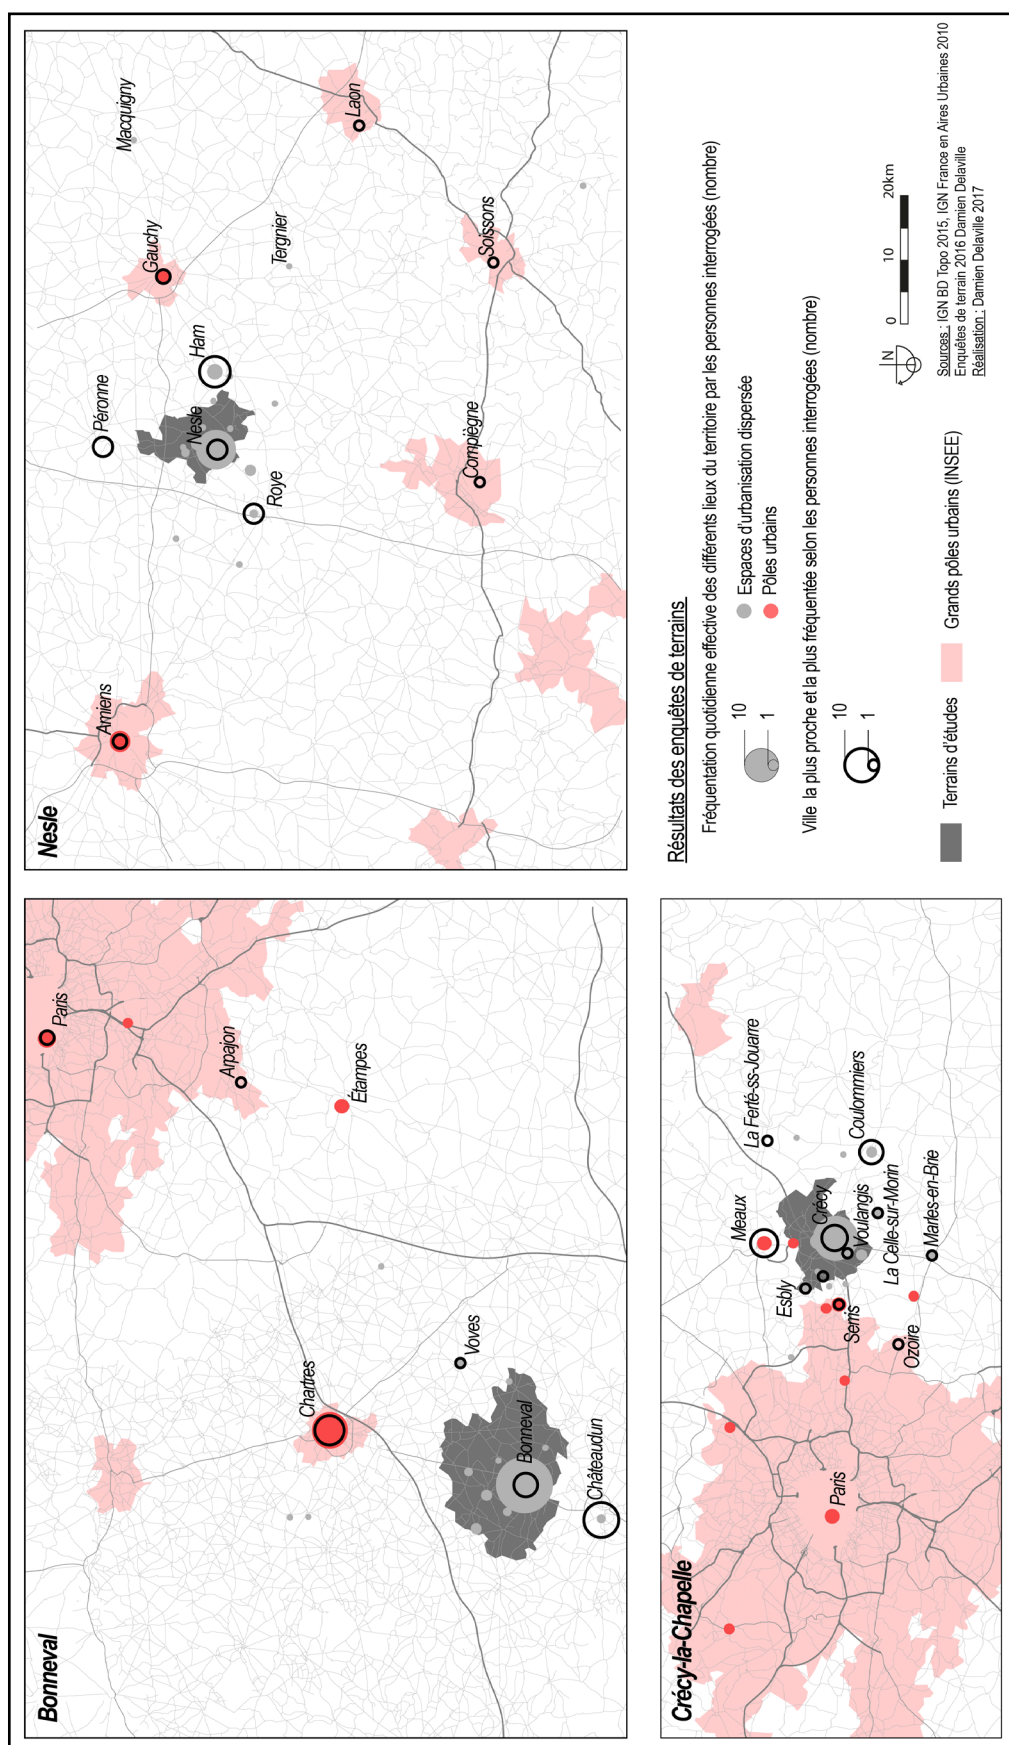 Bonneval
Paris
Arpajon
Étampes
Chartres
Voves
Bonneval
Châteaudun
Nesle
Macquigny
Gauchy
Laon
Tergnier
Soissons
Ham
Péronne
Nesle
Roye
Compiègne
Amiens
Crécy-la-Chapelle
La Ferté-ss-Jouarre
Coulommiers
Meaux
Crécy
Voulangis
La Celle-sur-Morin
Marles-en-Brie
Esbly
Serris
Ozoire
Paris
Résultats des enquêtes de terrains
Fréquentation quotidienne effective des différents lieux du territoire par les personnes interrogées (nombre)
10
1
Espaces d'urbanisation dispersée
Pôles urbains
Ville la plus proche et la plus fréquentée selon les personnes interrogées (nombre)
10
1
Terrains d'études
Grands pôles urbains (INSEE)
N
0 10 20km
Sources : IGN BD Topo 2015, IGN France en Aires Urbaines 2010
Enquêtes de terrain 2016 Damien Delaville
Réalisation : Damien Delaville 2017